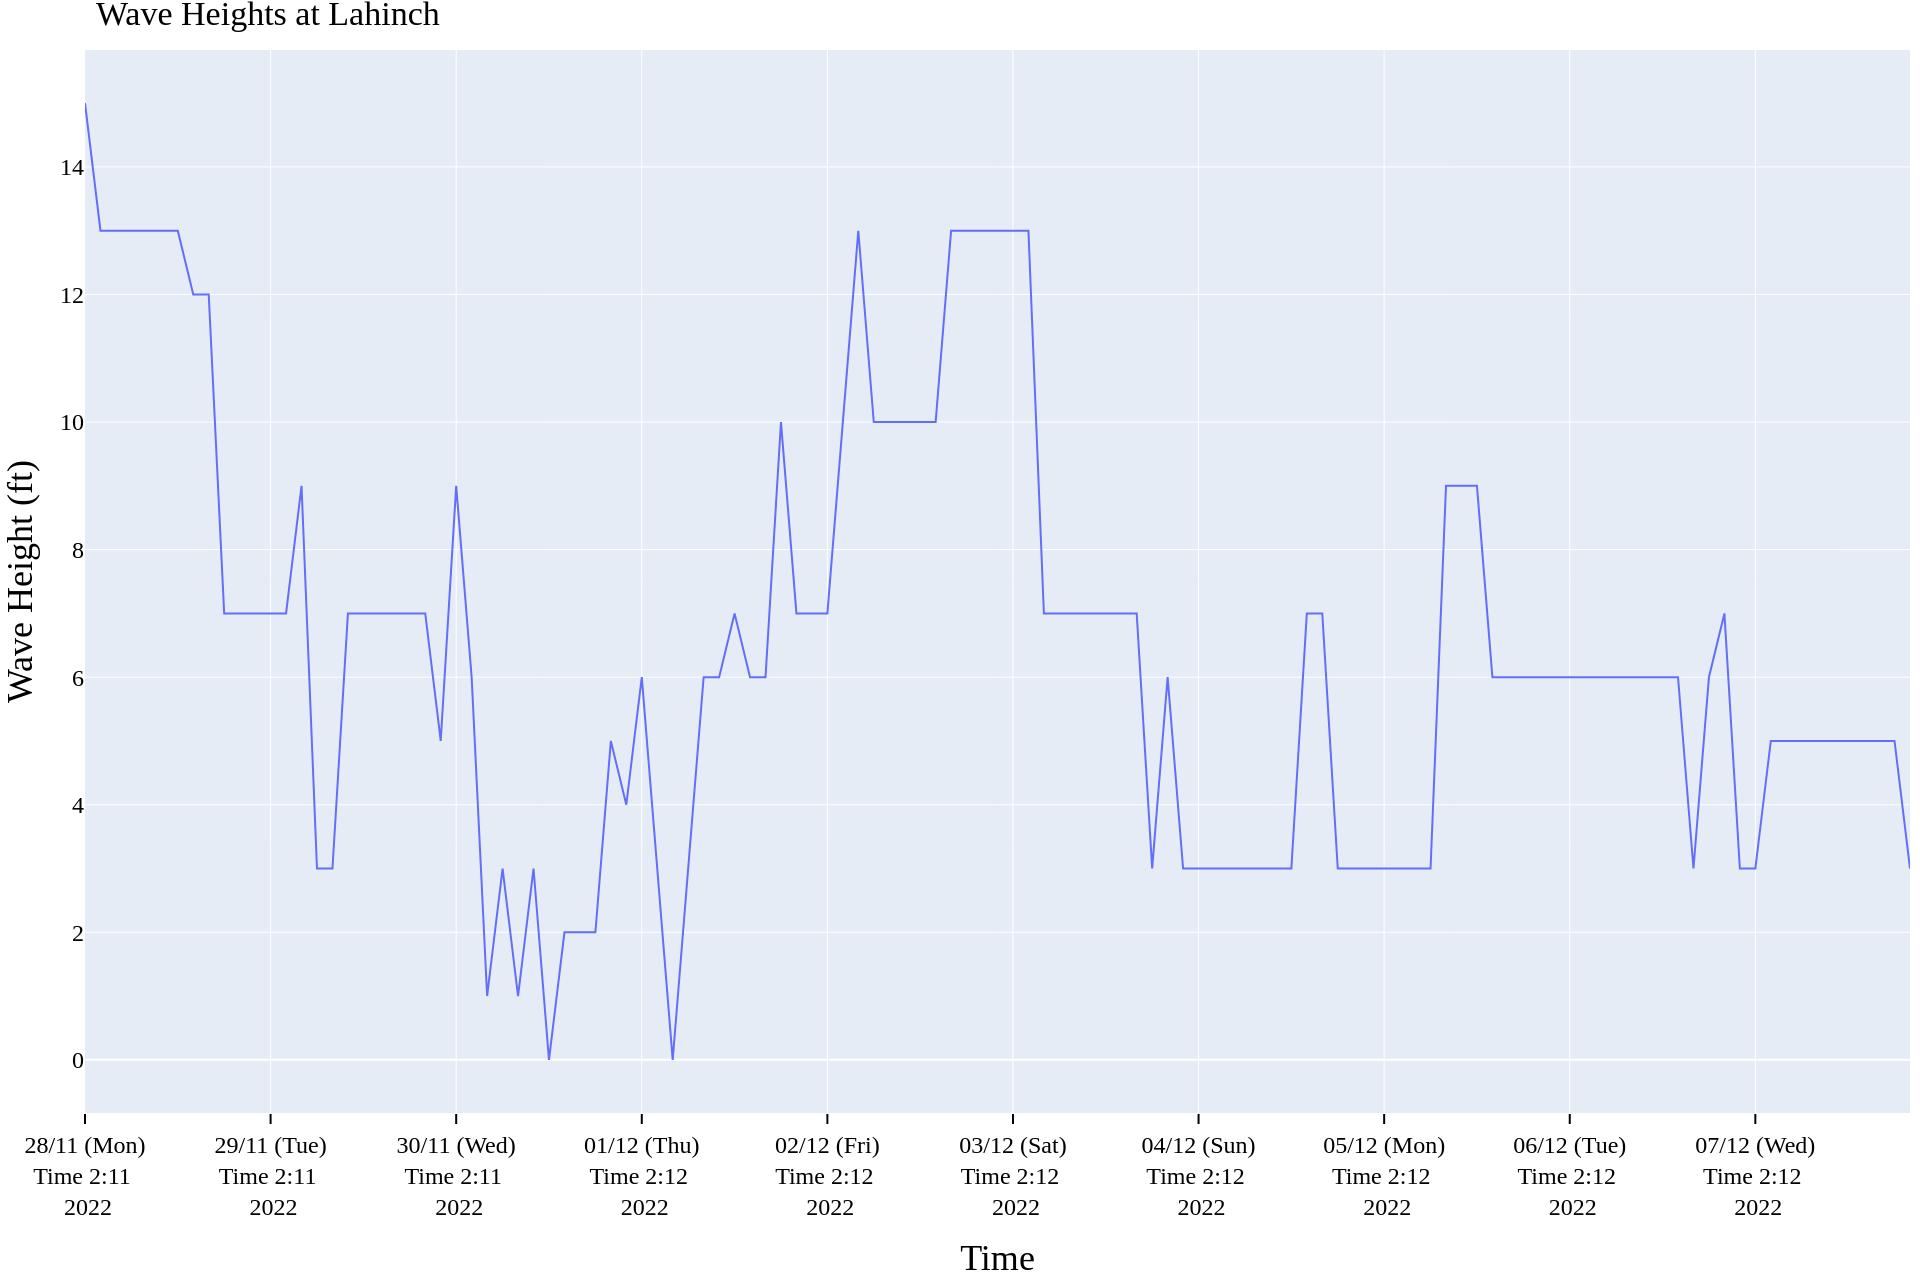 Wave Heights at Lahinch
Wave Height (ft)
14
12
10
8
6
4
2
0
28/11 (Mon) 29/11 (Tue) 30/11 (Wed) 01/12 (Thu) 02/12 (Fri) 03/12 (Sat) 04/12 (Sun) 05/12 (Mon) 06/12 (Tue) 07/12 (Wed)
Time 2:11 Time 2:11 Time 2:11 Time 2:12 Time 2:12 Time 2:12 Time 2:12 Time 2:12 Time 2:12 Time 2:12
2022 2022 2022 2022 2022 2022 2022 2022 2022 2022
Time